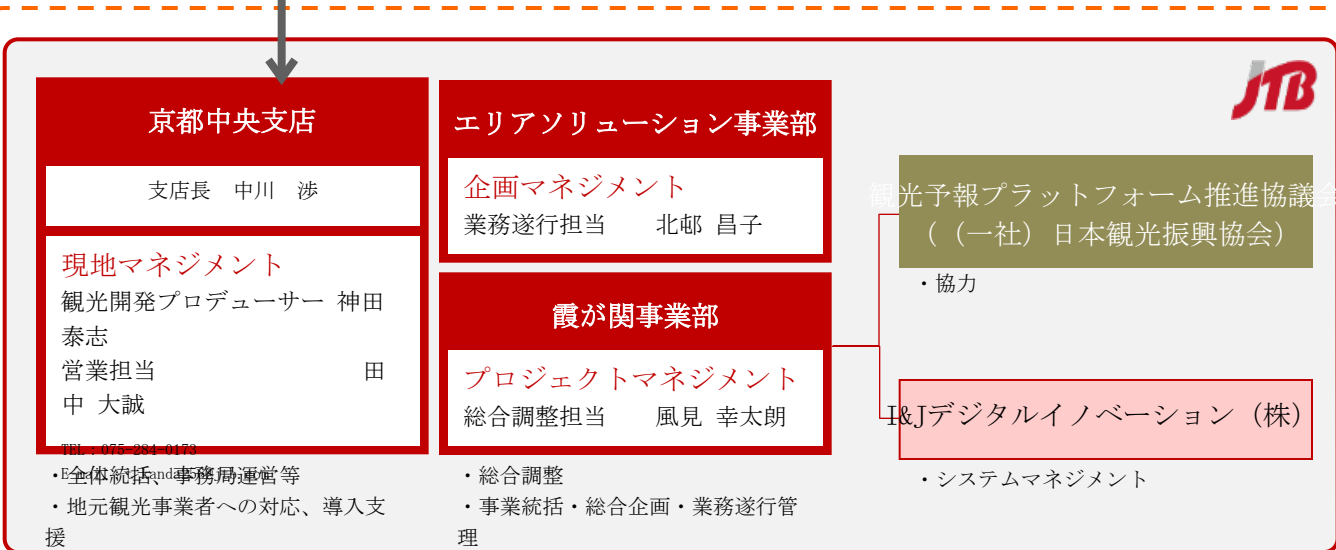 JTB
京都中央支店
支店長 中川 渉
現地マネジメント
観光開発プロデューサー 神田
泰志
営業担当 田
中 大誠
TEL：075-284-0173
・全体統括、事務局運営等
・地元観光事業者への対応、導入支
援
エリアソリューション事業部
企画マネジメント
業務遂行担当 北邨 昌子
霞が関事業部
プロジェクトマネジメント
総合調整担当 風見 幸太朗
・総合調整
・事業統括・総合企画・業務遂行管
理
観光予報プラットフォーム推進協議会
（（一社）日本観光振興協会）
・協力
I&Jデジタルイノベーション（株）
・システムマネジメント